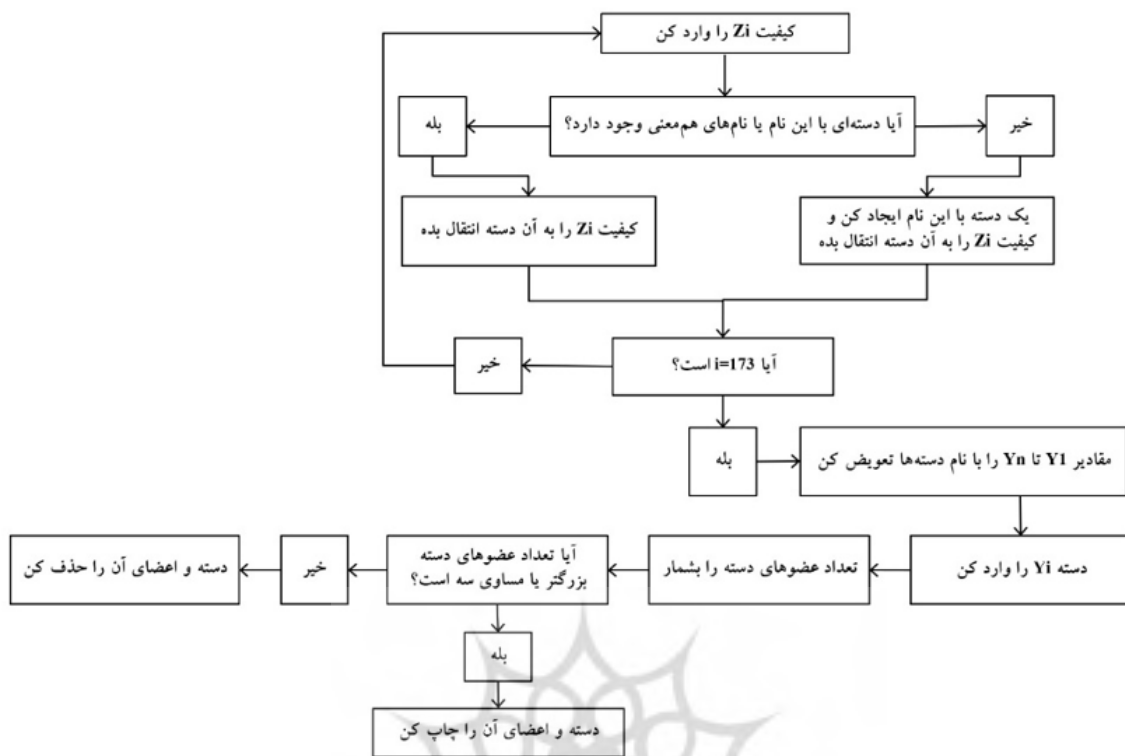 کیفیت Zi را وارد کن
آیا دسته‌ای با این نام یا نام‌های هم‌معنی وجود دارد؟
خیر
بله
یک دسته با این نام ایجاد کن و
کیفیت Zi را به آن دسته انتقال بده
کیفیت Zi را به آن دسته انتقال بده
آیا i=173 است؟
خیر
بله
مقادیر Y1 تا Yn را با نام دسته‌ها تعویض کن
دسته Yi را وارد کن
تعداد عضوهای دسته را بشمار
آیا تعداد عضوهای دسته
بزرگتر یا مساوی سه است؟
خیر
دسته و اعضای آن را حذف کن
بله
دسته و اعضای آن را چاپ کن